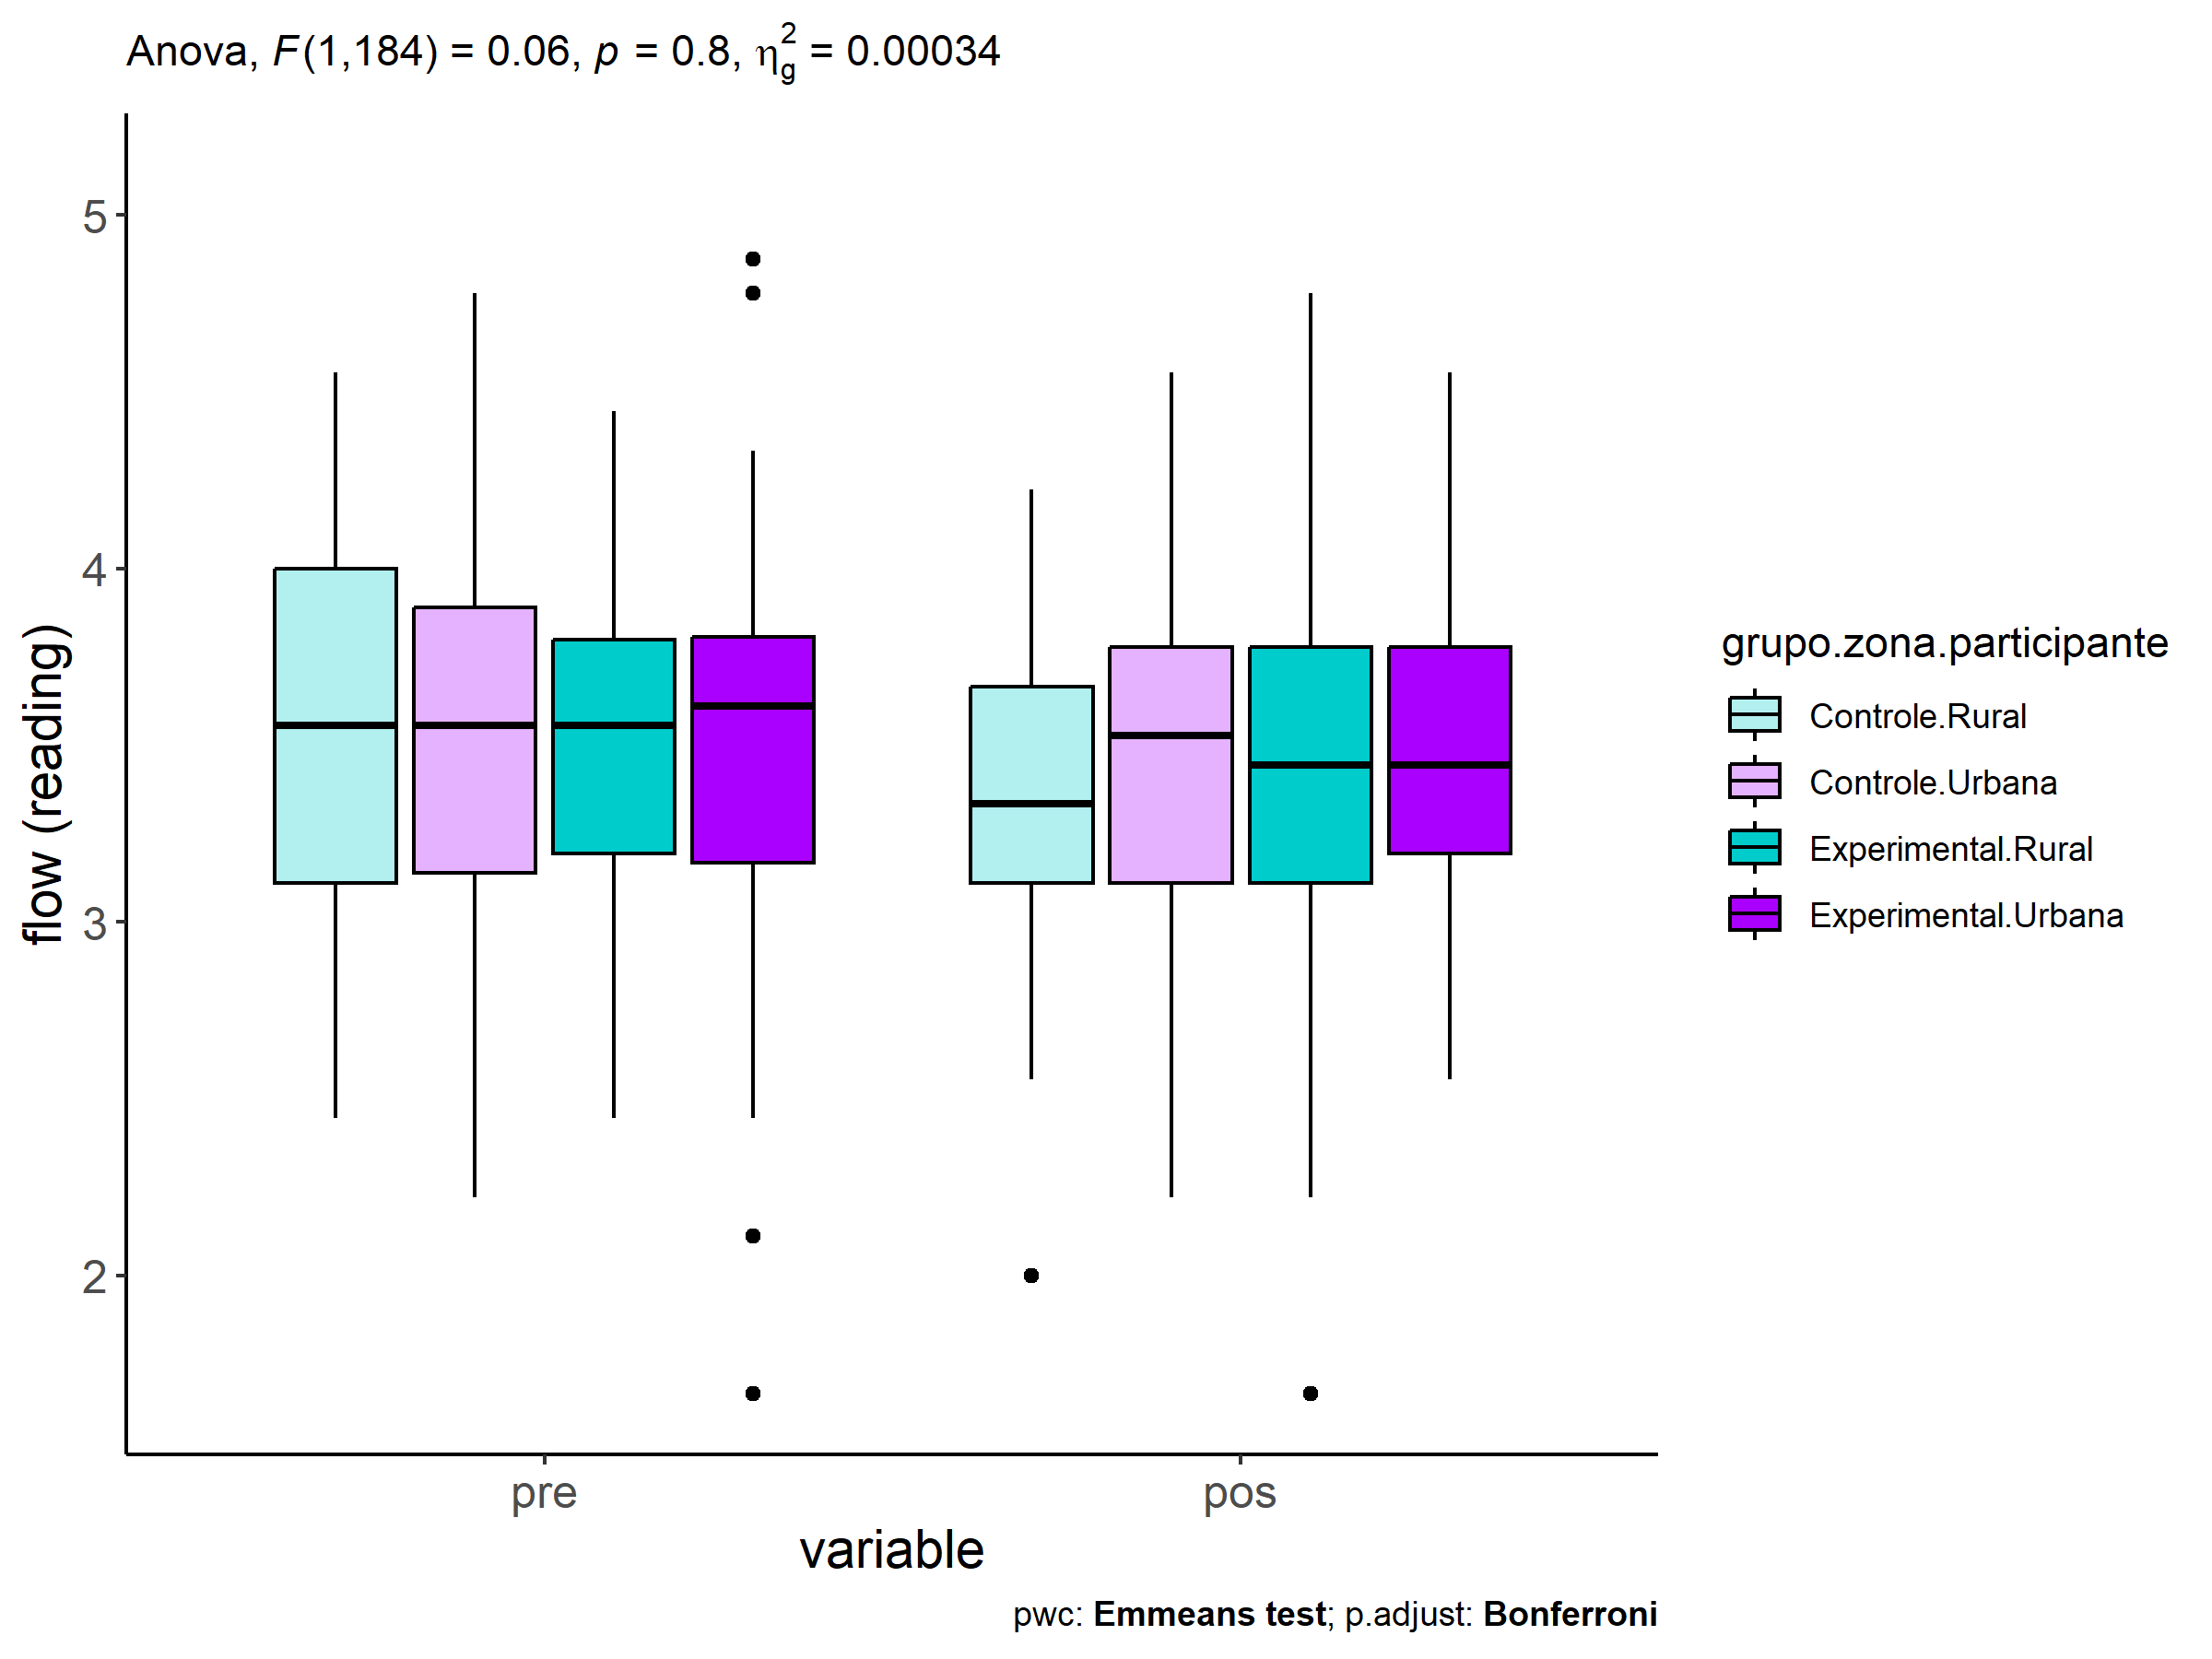 Anova, F(1,184) = 0.06, p = 0.8, η²g = 0.00034
5
4
3
2
flow (reading)
pre
pos
variable
grupo.zona.participante
Controle.Rural
Controle.Urbana
Experimental.Rural
Experimental.Urbana
pwc: Emmeans test; p.adjust: Bonferroni